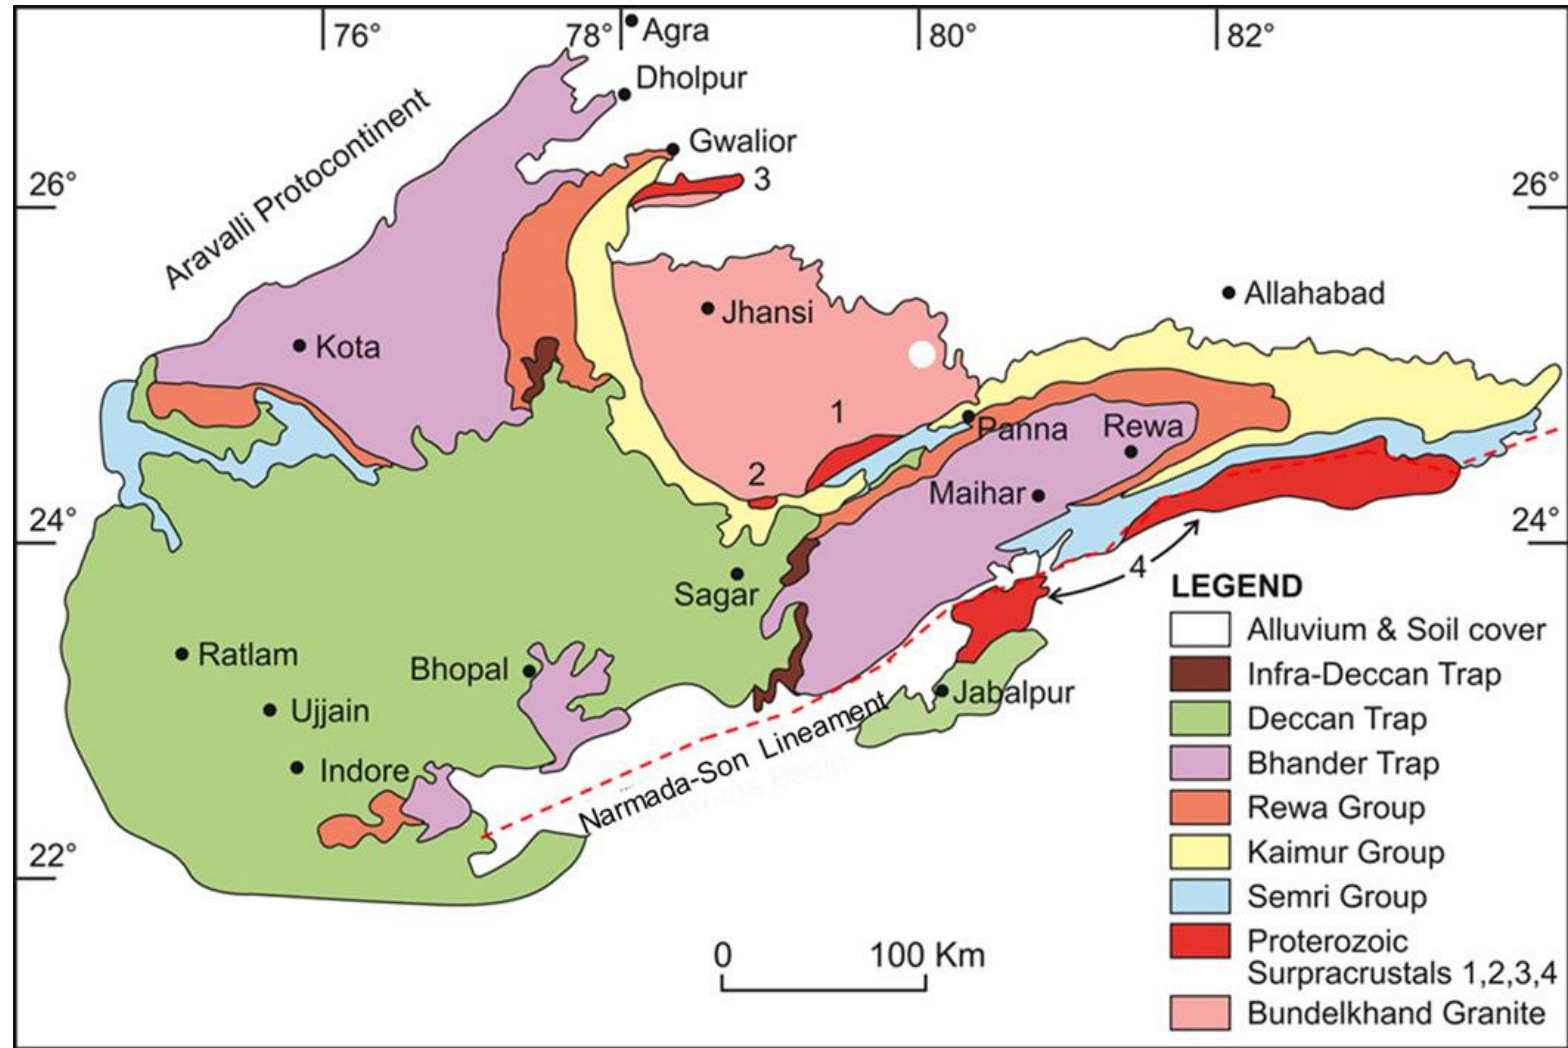 76°
78°
80°
82°
Agra
Dholpur
Gwalior
Aravalli Protocontinent
26°
26°
3
Allahabad
Jhansi
Kota
1
Panna
Rewa
2
Maihar
24°
24°
4
Sagar
Ratlam
Bhopal
Jabalpur
Ujjain
Indore
Narmada-Son Lineament
22°
LEGEND
Alluvium & Soil cover
Infra-Deccan Trap
Deccan Trap
Bhander Trap
Rewa Group
Kaimur Group
Semri Group
Proterozoic
Surpracrustals 1,2,3,4
Bundelkhand Granite
0 100 Km